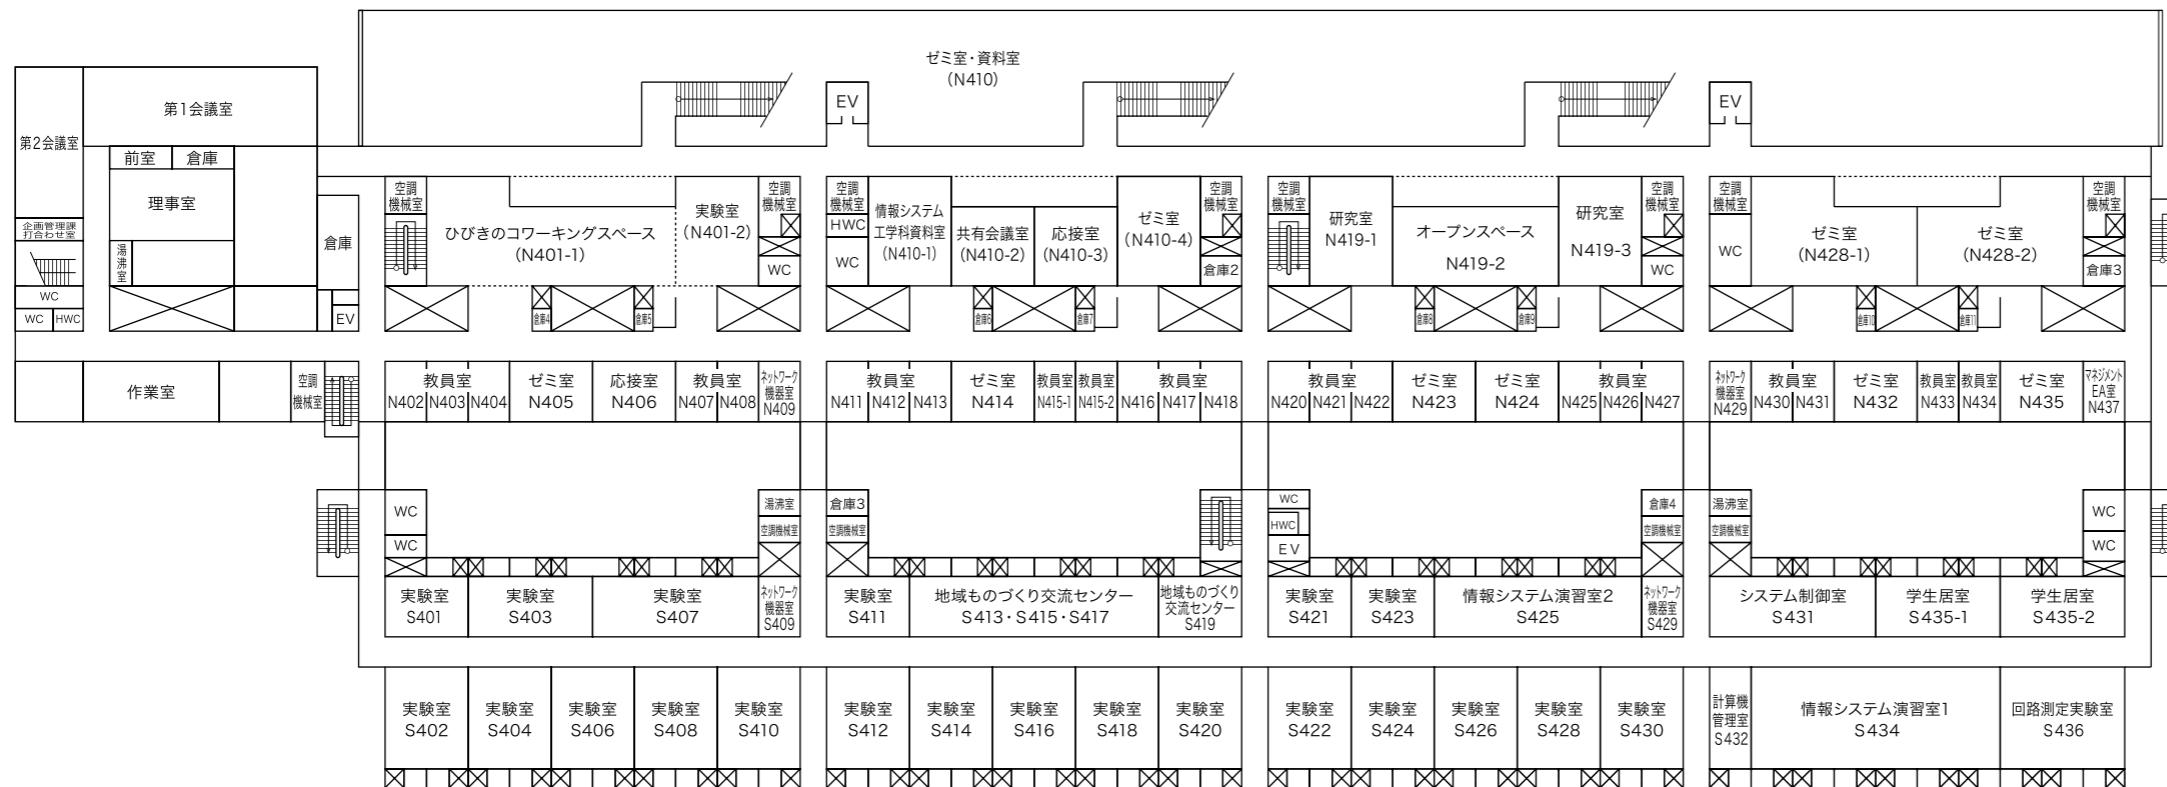 ゼミ室・資料室
(N410)
第1会議室
第2会議室
EV
EV
前室
倉庫
理事室
湯沸室
企画管理課
打合わせ室
WC
WC
HWC
倉庫
EV
空調
機械室
ひびきのコワーキングスペース
(N401-1)
実験室
(N401-2)
空調
機械室
WC
倉庫4
倉庫5
空調
機械室
HWC
WC
情報システム
工学科資料室
(N410-1)
共有会議室
(N410-2)
応接室
(N410-3)
ゼミ室
(N410-4)
空調
機械室
倉庫2
倉庫6
倉庫7
空調
機械室
研究室
N419-1
オープンスペース
N419-2
研究室
N419-3
空調
機械室
WC
倉庫8
倉庫9
空調
機械室
WC
ゼミ室
(N428-1)
ゼミ室
(N428-2)
空調
機械室
倉庫3
倉庫10
倉庫11
作業室
空調
機械室
教員室
N402 N403 N404
ゼミ室
N405
応接室
N406
教員室
N407 N408
ネットワーク
機器室
N409
教員室
N411 N412 N413
ゼミ室
N414
教員室
N415-1
教員室
N415-2
教員室
N416 N417 N418
教員室
N420 N421 N422
ゼミ室
N423
ゼミ室
N424
教員室
N425 N426 N427
ネットワーク
機器室
N429
教員室
N430 N431
ゼミ室
N432
教員室
N433
教員室
N434
ゼミ室
N435
マネジメント
EA室
N437
WC
WC
湯沸室
空調機械室
倉庫3
空調機械室
WC
HWC
EV
倉庫4
空調機械室
湯沸室
空調機械室
WC
WC
実験室
S401
実験室
S403
実験室
S407
ネットワーク
機器室
S409
実験室
S411
地域ものづくり交流センター
S413・S415・S417
地域ものづくり
交流センター
S419
実験室
S421
実験室
S423
情報システム演習室2
S425
ネットワーク
機器室
S429
システム制御室
S431
学生居室
S435-1
学生居室
S435-2
実験室
S402
実験室
S404
実験室
S406
実験室
S408
実験室
S410
実験室
S412
実験室
S414
実験室
S416
実験室
S418
実験室
S420
実験室
S422
実験室
S424
実験室
S426
実験室
S428
実験室
S430
計算機
管理室
S432
情報システム演習室1
S434
回路測定実験室
S436